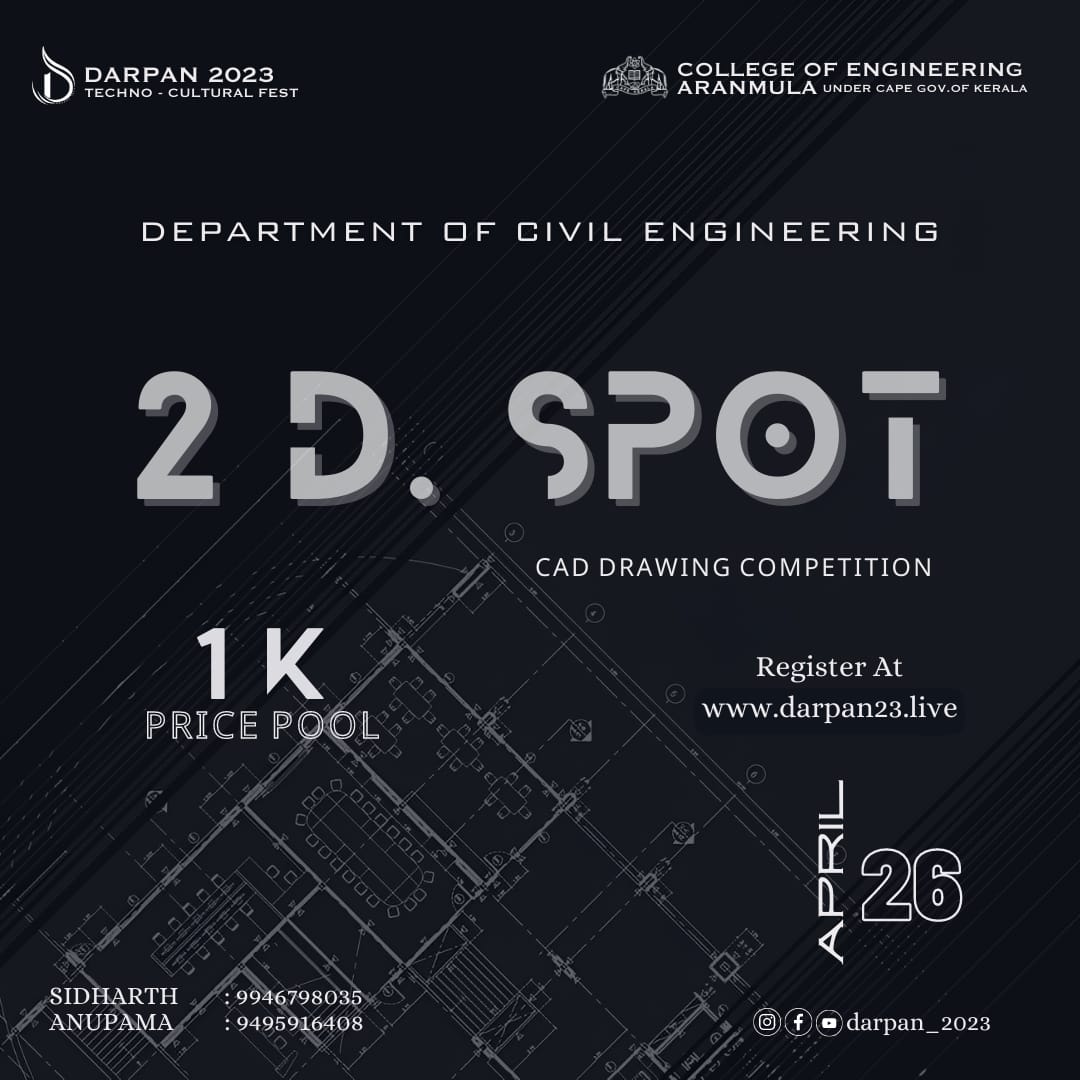 DARPAN 2023
TECHNO - CULTURAL FEST
COLLEGE OF ENGINEERING
ARANMULA UNDER CAPE GOV.OF KERALA
DEPARTMENT OF CIVIL ENGINEERING
2 D. SPOT
CAD DRAWING COMPETITION
1 K
PRICE POOL
Register At
www.darpan23.live
APRIL
26
SIDHARTH : 9946798035
ANUPAMA : 9495916408
darpan_2023